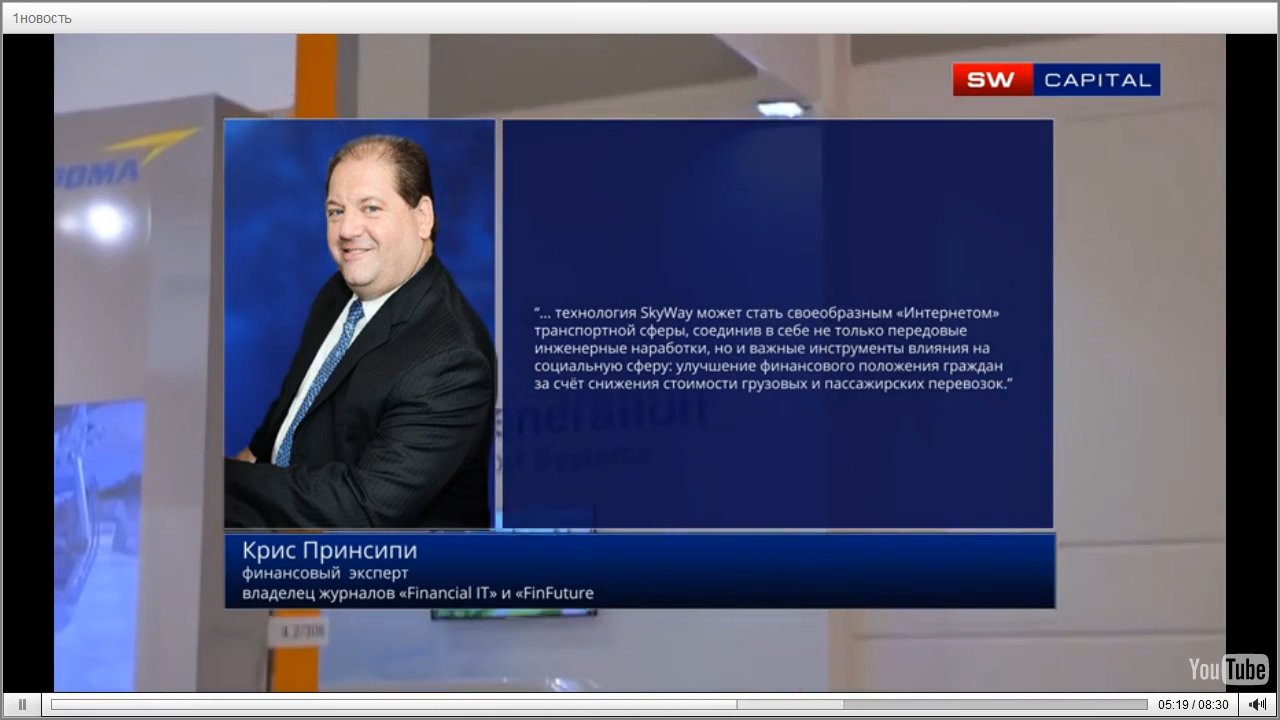 1новость
SW CAPITAL
“... технология SkyWay может стать своеобразным «Интернетом»
транспортной сферы, соединив в себе не только передовые
инженерные наработки, но и важные инструменты влияния на
социальную сферу: улучшение финансового положения граждан
за счёт снижения стоимости грузовых и пассажирских перевозок.”
Крис Принсипи
финансовый эксперт
владелец журналов «Financial IT» и «FinFuture
YouTube
05:19 / 08:30